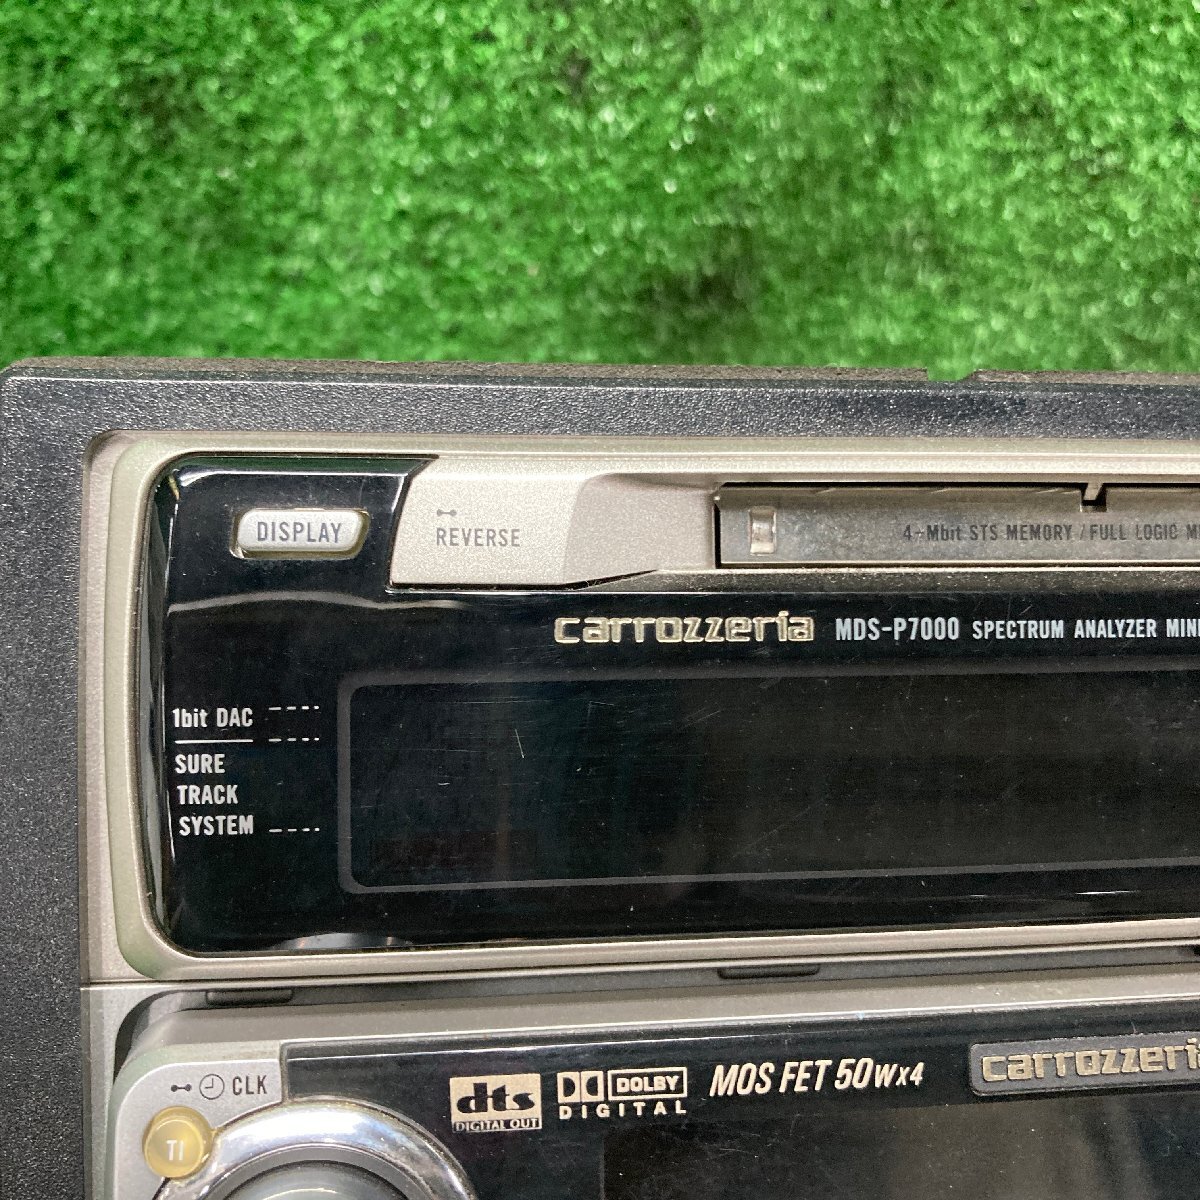 DISPLAY
REVERSE
4-Mbit STS MEMORY / FULL LOGIC
carrozzeria MDS-P7000 SPECTRUM ANALYZER
1bit DAC
SURE
TRACK
SYSTEM
CLK
TI
dts
DIGITAL OUT
DOLBY
DIGITAL
MOS FET 50W×4
carrozzeria